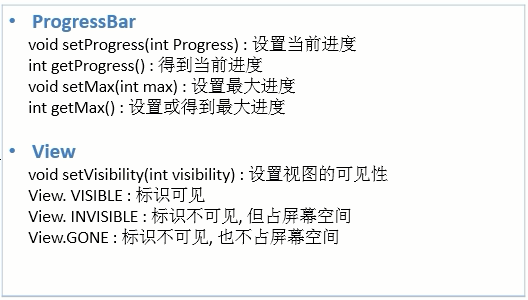 • ProgressBar
void setProgress(int Progress) : 设置当前进度
int getProgress() : 得到当前进度
void setMax(int max) : 设置最大进度
int getMax() : 设置或得到最大进度
• View
void setVisibility(int visibility) : 设置视图的可见性
View. VISIBLE : 标识可见
View. INVISIBLE : 标识不可见, 但占屏幕空间
View.GONE : 标识不可见, 也不占屏幕空间